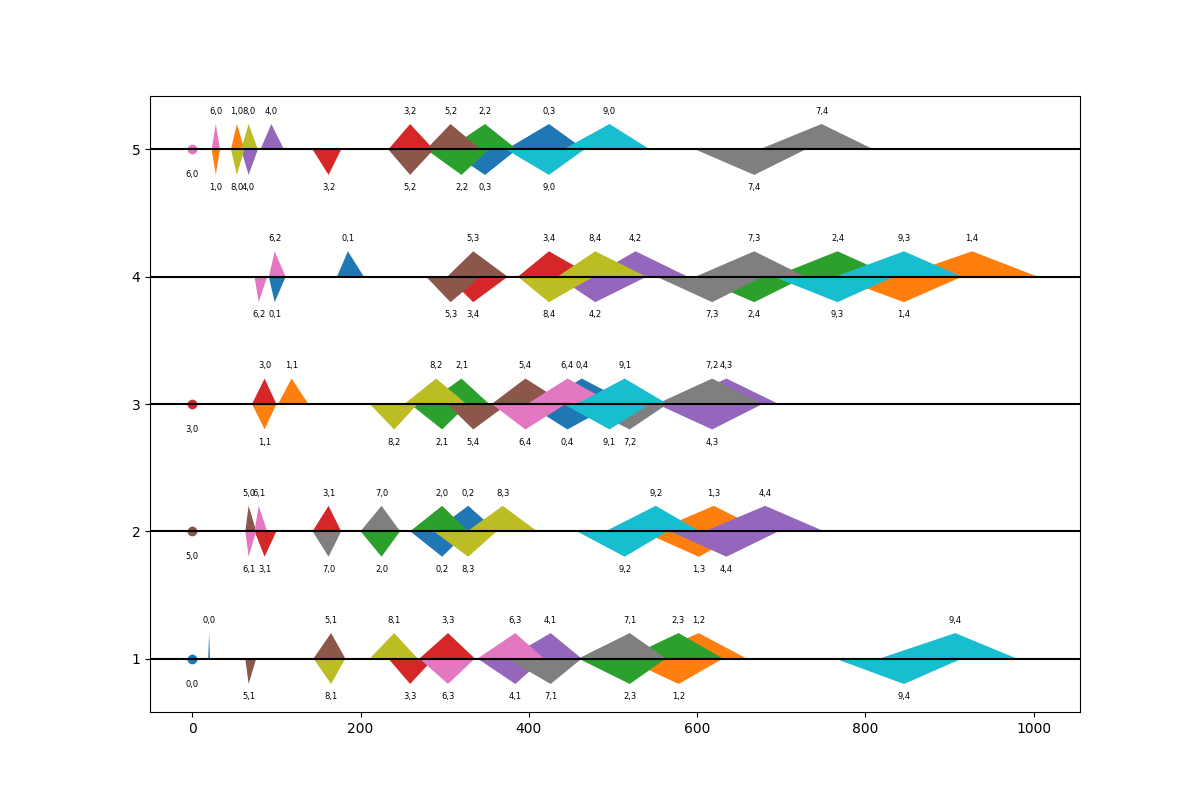 6,0 1,0 8,0 4,0 3,2 5,2 2,2 0,3 9,0 7,4
5
6,0 1,0 8,0 4,0 3,2 5,2 2,2 0,3 9,0 7,4
6,2 0,1 5,3 3,4 8,4 4,2 7,3 2,4 9,3 1,4
4
6,2 0,1 5,3 3,4 8,4 4,2 7,3 2,4 9,3 1,4
3,0 1,1 8,2 2,1 5,4 6,4 0,4 9,1 7,2 4,3
3
3,0 1,1 8,2 2,1 5,4 6,4 0,4 9,1 7,2 4,3
5,0 6,1 3,1 7,0 2,0 0,2 8,3 9,2 1,3 4,4
2
5,0 6,1 3,1 7,0 2,0 0,2 8,3 9,2 1,3 4,4
0,0 5,1 8,1 3,3 6,3 4,1 7,1 2,3 1,2 9,4
1
0,0 5,1 8,1 3,3 6,3 4,1 7,1 2,3 1,2 9,4
0 200 400 600 800 1000